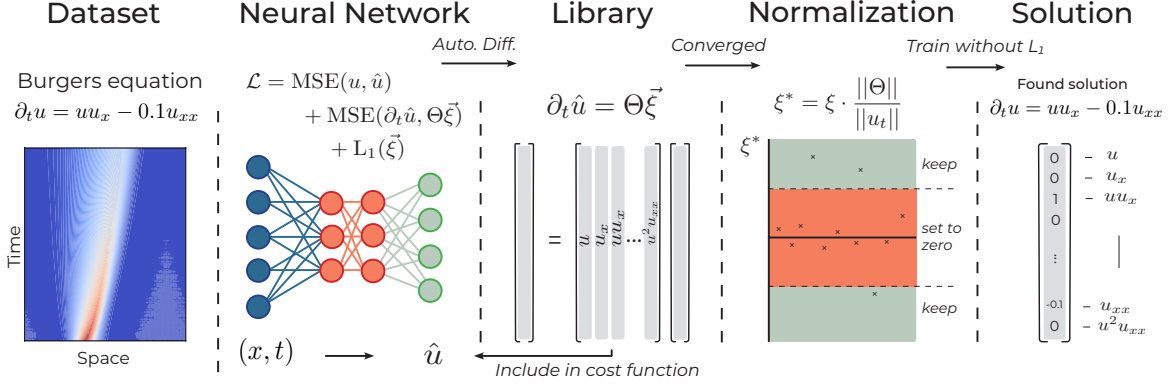 Dataset
Neural Network
Library
Normalization
Solution
Auto. Diff.
Converged
Train without L₁
Burgers equation
∂ₜu = uuₓ − 0.1uₓₓ
Time
Space
ℒ = MSE(u, û)
+ MSE(∂ₜû, Θξ⃗)
+ L₁(ξ⃗)
(x, t)
û
∂ₜû = Θξ⃗
=
u
uₓ
uuₓ
...
u²uₓₓ
Include in cost function
ξ* = ξ · ||Θ|| / ||uₜ||
ξ*
keep
set to
zero
keep
Found solution
∂ₜu = uuₓ − 0.1uₓₓ
0 – u
0 – uₓ
1 – uuₓ
0
...
-0.1 – uₓₓ
0 – u²uₓₓ